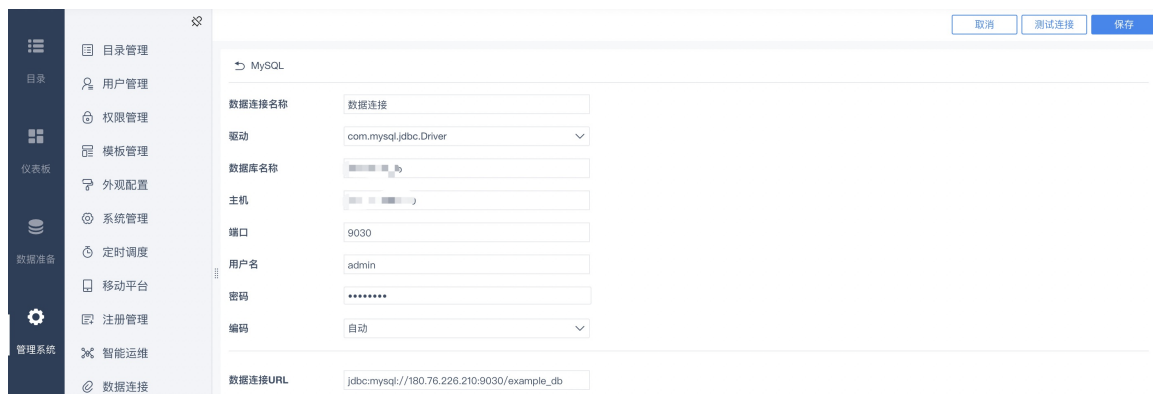 取消
测试连接
保存
目录
仪表板
数据准备
管理系统
目录管理
用户管理
权限管理
模板管理
外观配置
系统管理
定时调度
移动平台
注册管理
智能运维
数据连接
MySQL
数据连接名称 数据连接
驱动 com.mysql.jdbc.Driver
数据库名称
主机
端口 9030
用户名 admin
密码 ••••••••
编码 自动
数据连接URL jdbc:mysql://180.76.226.210:9030/example_db